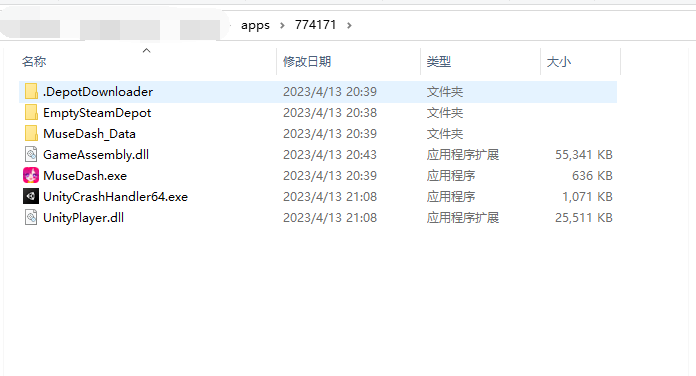 apps > 774171 >
名称 修改日期 类型 大小
.DepotDownloader 2023/4/13 20:39 文件夹
EmptySteamDepot 2023/4/13 20:38 文件夹
MuseDash_Data 2023/4/13 20:39 文件夹
GameAssembly.dll 2023/4/13 20:43 应用程序扩展 55,341 KB
MuseDash.exe 2023/4/13 20:39 应用程序 636 KB
UnityCrashHandler64.exe 2023/4/13 21:08 应用程序 1,071 KB
UnityPlayer.dll 2023/4/13 21:08 应用程序扩展 25,511 KB